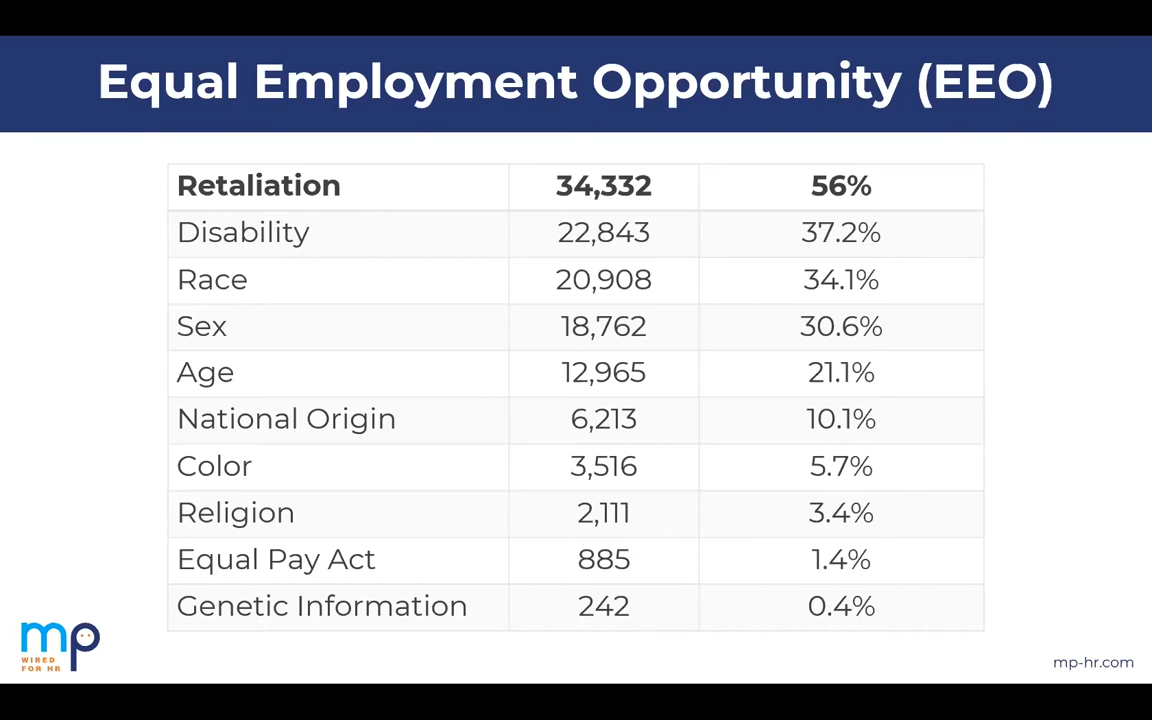 Equal Employment Opportunity (EEO)
Retaliation 34,332 56%
Disability 22,843 37.2%
Race 20,908 34.1%
Sex 18,762 30.6%
Age 12,965 21.1%
National Origin 6,213 10.1%
Color 3,516 5.7%
Religion 2,111 3.4%
Equal Pay Act 885 1.4%
Genetic Information 242 0.4%
mp
WIRED
FOR HR
mp-hr.com